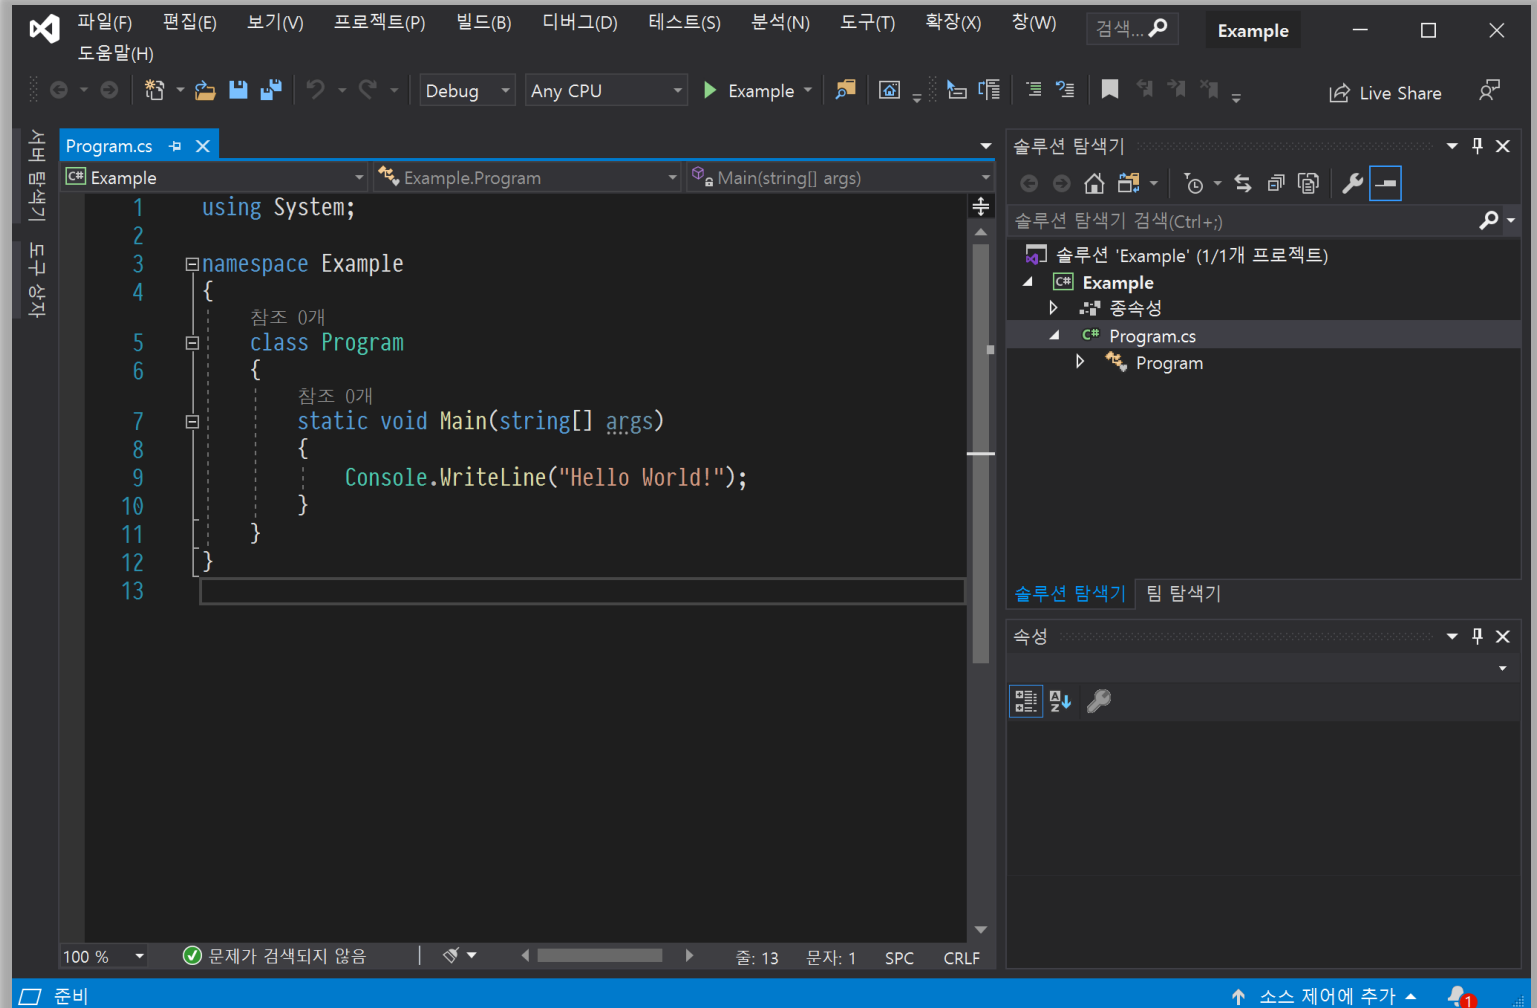 파일(F) 편집(E) 보기(V) 프로젝트(P) 빌드(B) 디버그(D) 테스트(S) 분석(N) 도구(T) 확장(X) 창(W) 검색... Example
도움말(H)
Debug Any CPU Example Live Share
서버 탐색기
도구 상자
Program.cs
C# Example Example.Program Main(string[] args)
1 using System;
2
3 namespace Example
4 {
참조 0개
5 class Program
6 {
참조 0개
7 static void Main(string[] args)
8 {
9 Console.WriteLine("Hello World!");
10 }
11 }
12 }
13
100 % 문제가 검색되지 않음 줄: 13 문자: 1 SPC CRLF
솔루션 탐색기
솔루션 탐색기 검색(Ctrl+;)
솔루션 'Example' (1/1개 프로젝트)
C# Example
종속성
C# Program.cs
Program
솔루션 탐색기 팀 탐색기
속성
A
Z
준비 소스 제어에 추가 1